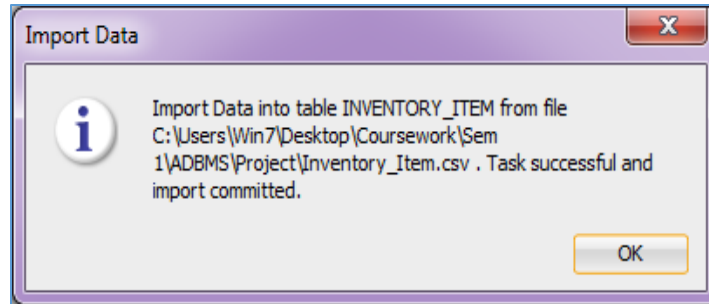 Import Data
Import Data into table INVENTORY_ITEM from file
C:\Users\Win7\Desktop\Coursework\Sem
1\ADBMS\Project\Inventory_Item.csv . Task successful and
import committed.
OK